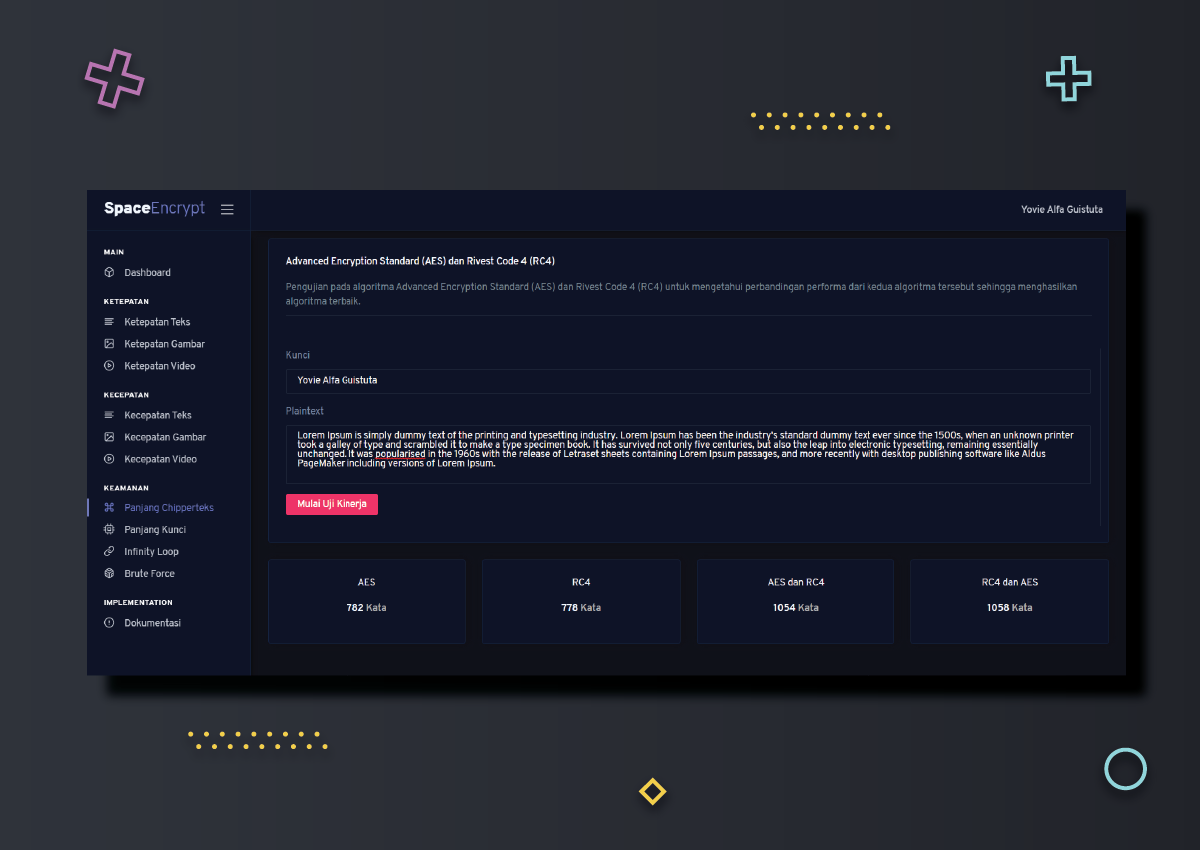 SpaceEncrypt
Yovie Alfa Guistuta
MAIN
Dashboard
KETEPATAN
Ketepatan Teks
Ketepatan Gambar
Ketepatan Video
KECEPATAN
Kecepatan Teks
Kecepatan Gambar
Kecepatan Video
KEAMANAN
Panjang Chipperteks
Panjang Kunci
Infinity Loop
Brute Force
IMPLEMENTATION
Dokumentasi
Advanced Encryption Standard (AES) dan Rivest Code 4 (RC4)
Pengujian pada algoritma Advanced Encryption Standard (AES) dan Rivest Code 4 (RC4) untuk mengetahui perbandingan performa dari kedua algoritma tersebut sehingga menghasilkan
algoritma terbaik.
Kunci
Yovie Alfa Guistuta
Plaintext
Lorem Ipsum is simply dummy text of the printing and typesetting industry. Lorem Ipsum has been the industry's standard dummy text ever since the 1500s, when an unknown printer
took a galley of type and scrambled it to make a type specimen book. It has survived not only five centuries, but also the leap into electronic typesetting, remaining essentially
unchanged. It was popularised in the 1960s with the release of Letraset sheets containing Lorem Ipsum passages, and more recently with desktop publishing software like Aldus
PageMaker including versions of Lorem Ipsum.
Mulai Uji Kinerja
AES
782 Kata
RC4
778 Kata
AES dan RC4
1054 Kata
RC4 dan AES
1058 Kata